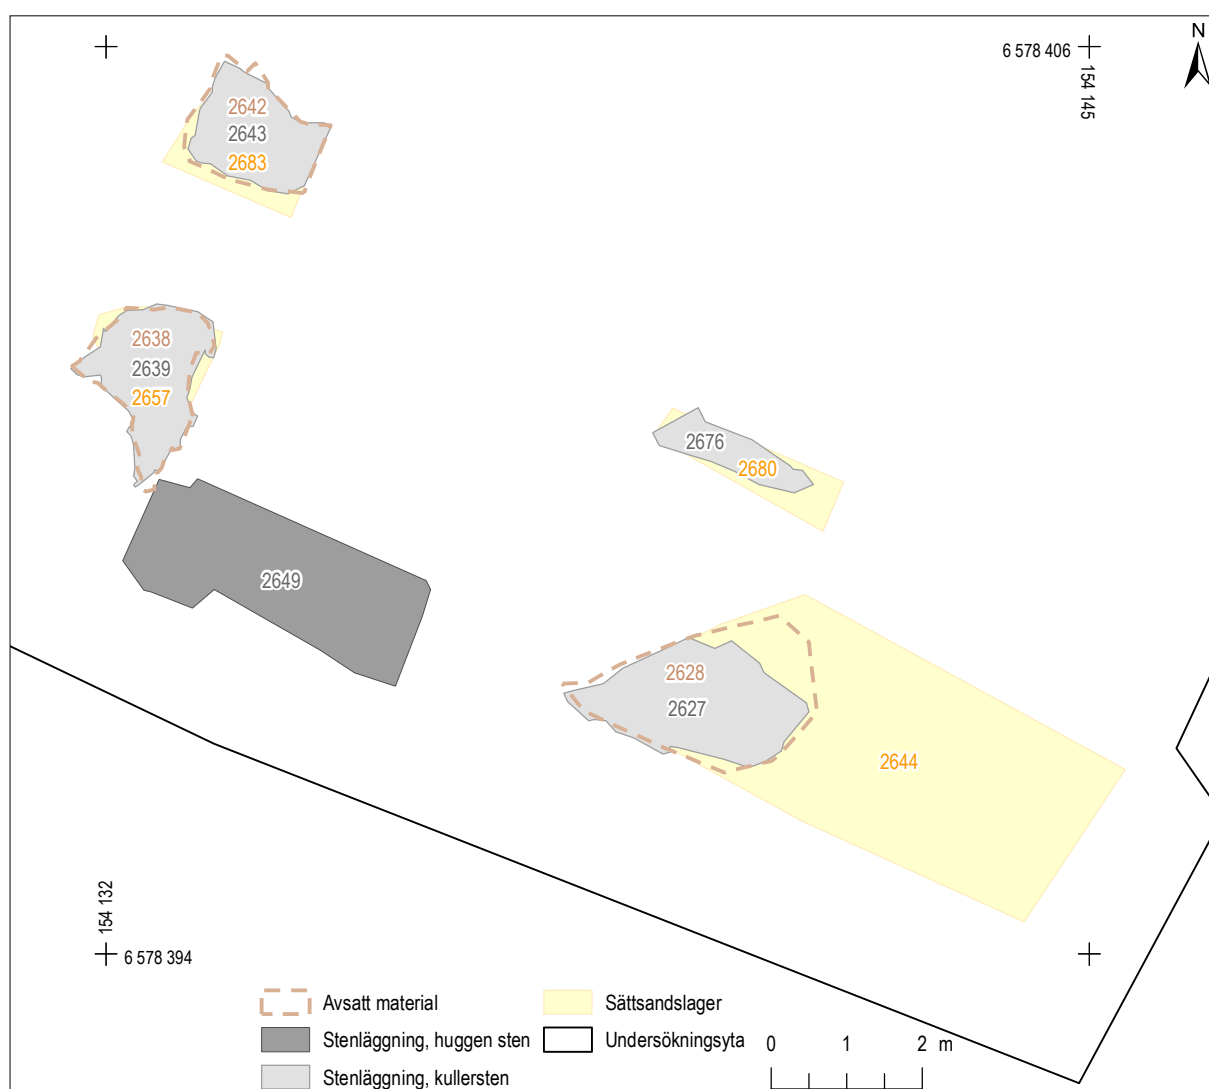 N
6 578 406
154 145
2642
2643
2683
2638
2639
2657
2676
2680
2649
2628
2627
2644
154 132
6 578 394
Avsatt material
Stenläggning, huggen sten
Stenläggning, kullersten
Sättsandslager
Undersökningsyta
0 1 2 m